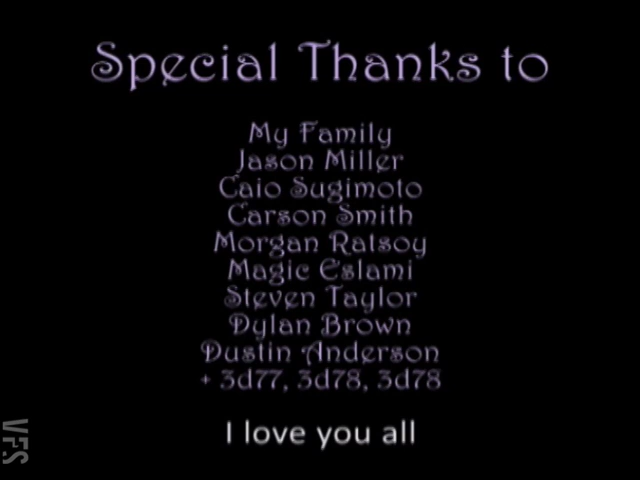 Special Thanks to
My Family
Jason Miller
Caio Sugimoto
Carson Smith
Morgan Ratsoy
Magic Eslami
Steven Taylor
Dylan Brown
Dustin Anderson
+ 3d77, 3d78, 3d78
I love you all
VFS